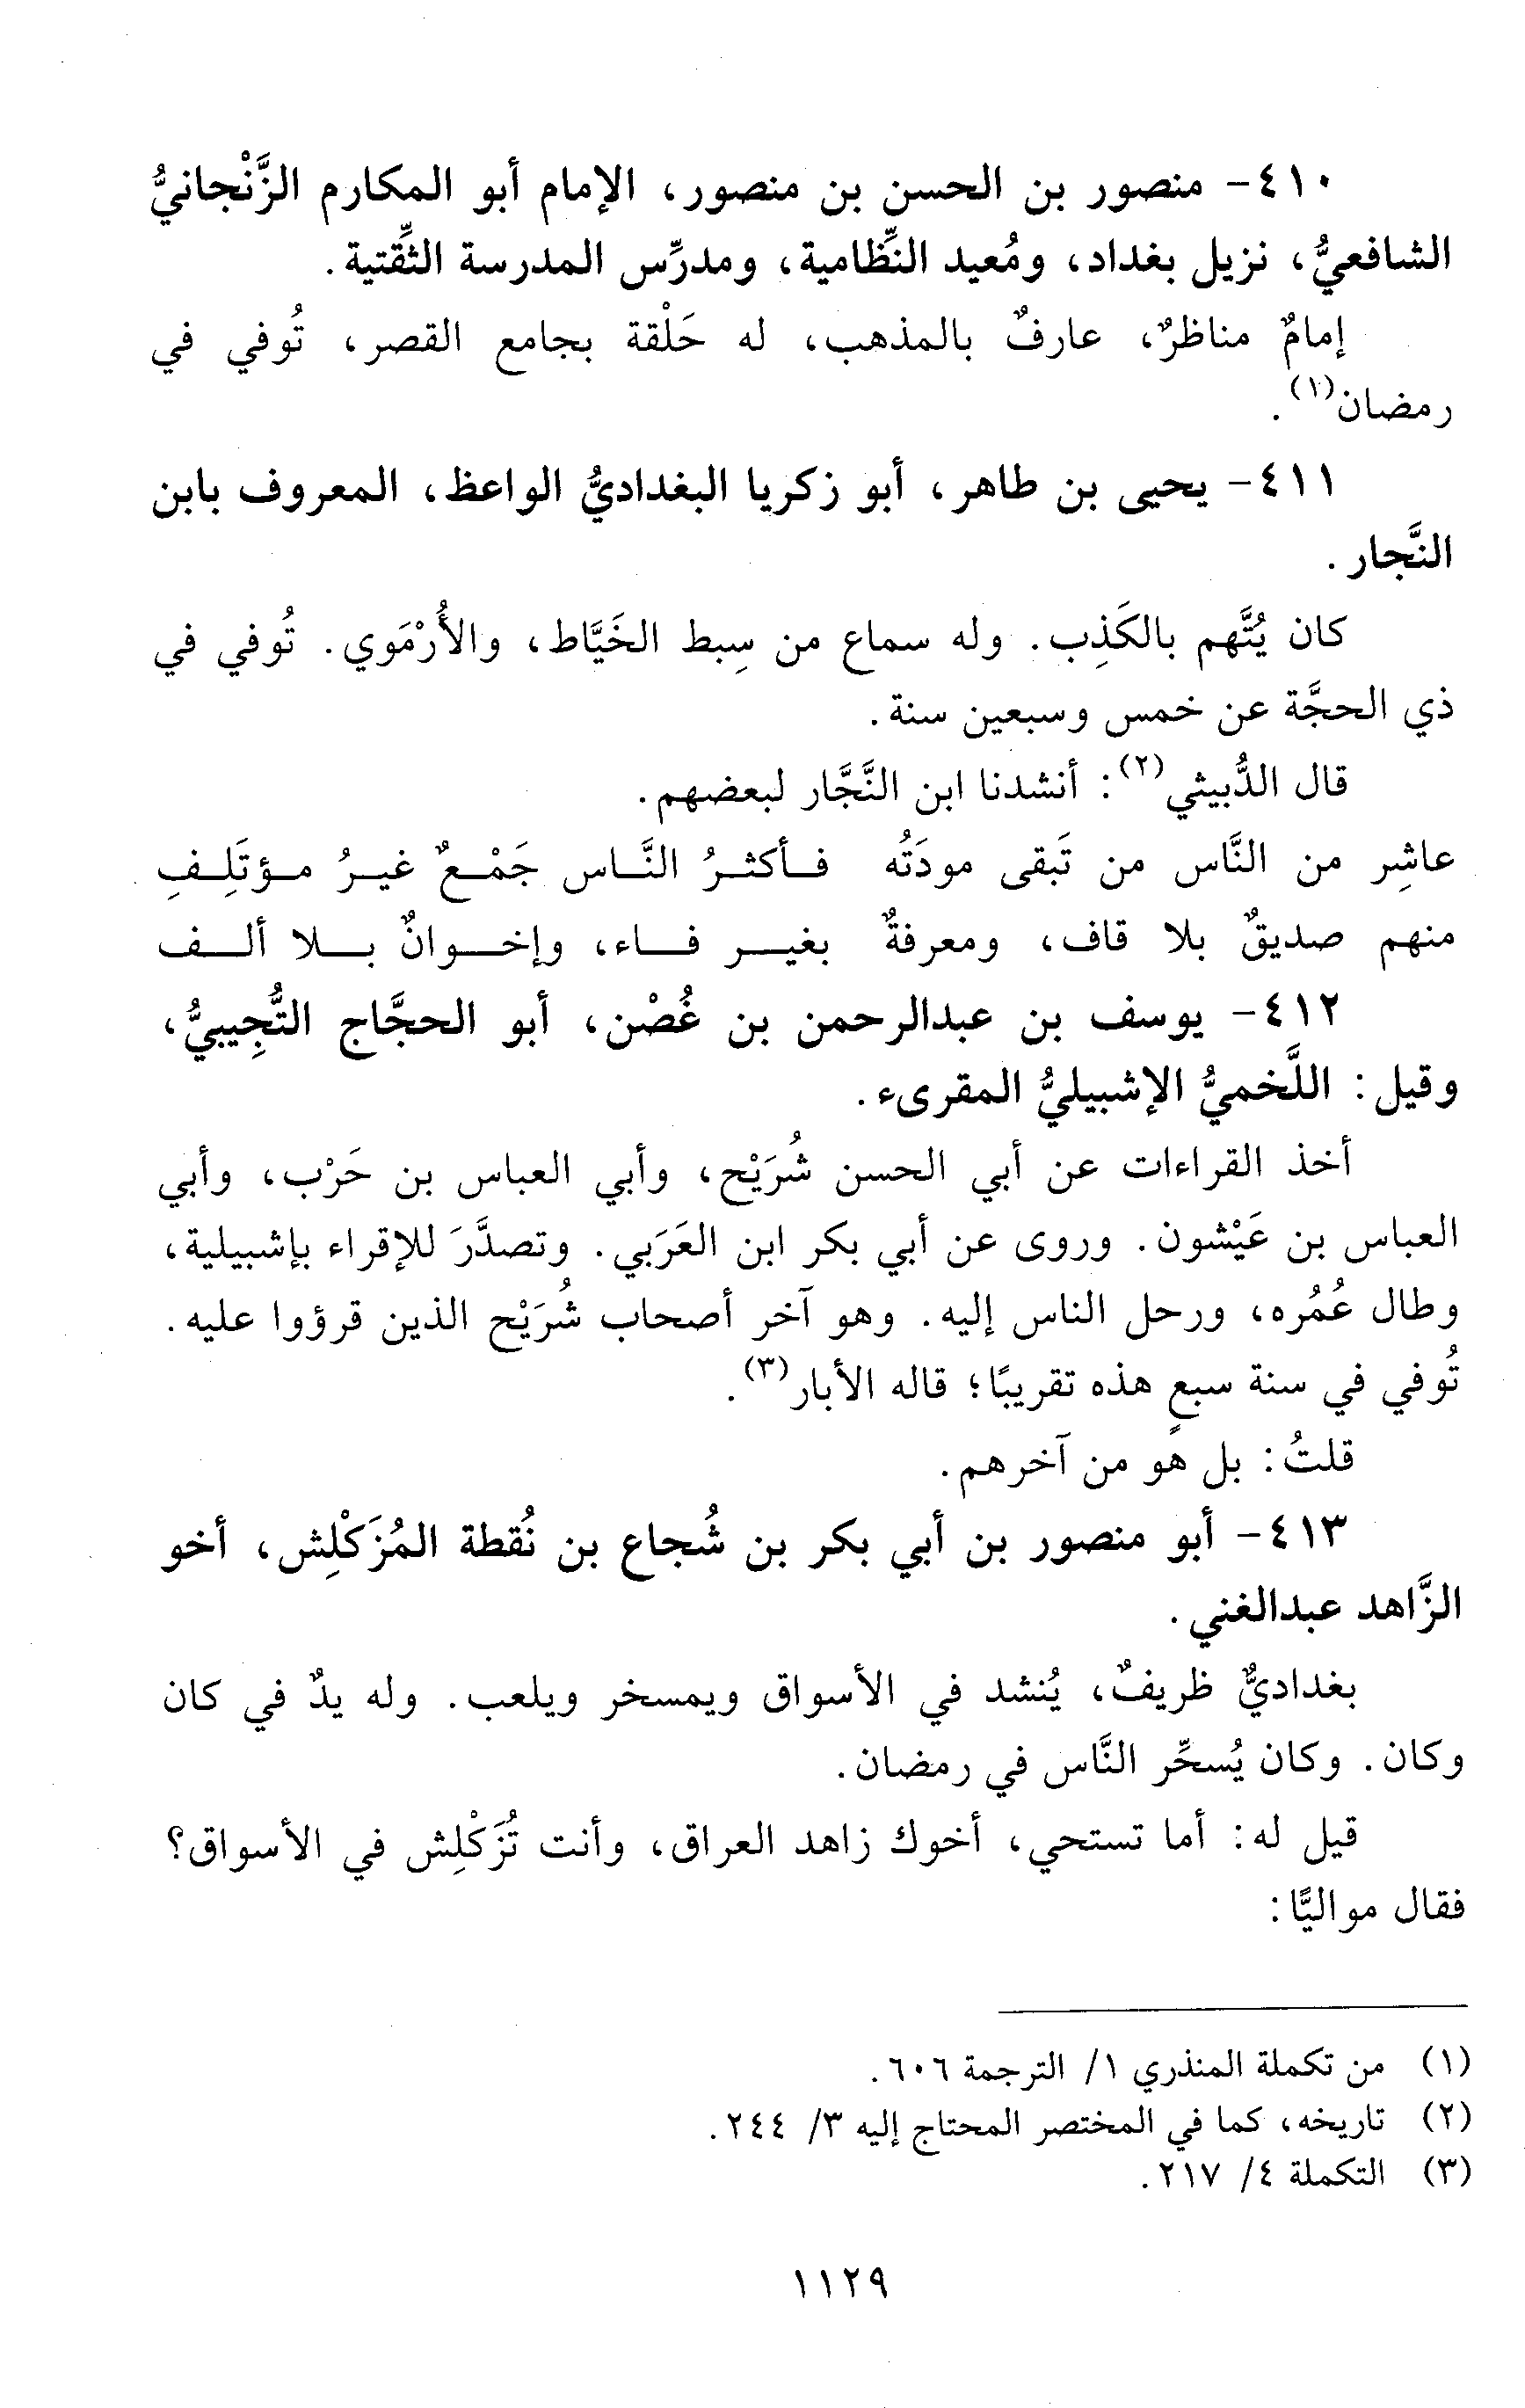 ٤١٠- منصور بن الحسن بن منصور، الإمام أبو المكارم الزَّنْجانيُّ
الشافعيُّ، نزيل بغداد، ومُعيد النِّظامية، ومدرِّس المدرسة الثِّقتية.
إمامٌ مناظرٌ، عارفٌ بالمذهب، له حَلْقة بجامع القصر، تُوفي في
رمضان(١).
٤١١- يحيى بن طاهر، أبو زكريا البغداديُّ الواعظ، المعروف بابن
النَّجار.
كان يُتَّهم بالكَذِب. وله سماع من سِبط الخَيَّاط، والأُرْمَوي. تُوفي في
ذي الحجَّة عن خمس وسبعين سنة.
قال الدُّبيثي(٢): أنشدنا ابن النَّجَّار لبعضهم.
عاشِر من النَّاس من تَبقى مودَتُه فـأكثـرُ النَّـاس جَمْـعٌ غيـرُ مـؤتَلِـفِ
منهم صديقٌ بلا قاف، ومعرفةٌ بغيـر فـاء، وإخـوانٌ بـلا ألـف
٤١٢- يوسف بن عبدالرحمن بن غُصْن، أبو الحجَّاج التُّجِيبيُّ،
وقيل: اللَّخميُّ الإشبيليُّ المقرىء.
أخذ القراءات عن أبي الحسن شُرَيْح، وأبي العباس بن حَرْب، وأبي
العباس بن عَيْشون. وروى عن أبي بكر ابن العَرَبي. وتصدَّرَ للإقراء بإشبيلية،
وطال عُمُره، ورحل الناس إليه. وهو آخر أصحاب شُرَيْح الذين قرؤوا عليه.
تُوفي في سنة سبعٍ هذه تقريبًا؛ قاله الأبار(٣).
قلتُ: بل هو من آخرهم.
٤١٣- أبو منصور بن أبي بكر بن شُجاع بن نُقطة المُزَكْلِش، أخو
الزَّاهد عبدالغني.
بغداديٌّ ظريفٌ، يُنشد في الأسواق ويمسخر ويلعب. وله يدٌ في كان
وكان. وكان يُسحِّر النَّاس في رمضان.
قيل له: أما تستحي، أخوك زاهد العراق، وأنت تُزَكْلِش في الأسواق؟
فقال مواليًّا:
(١) من تكملة المنذري ١/ الترجمة ٦٠٦.
(٢) تاريخه، كما في المختصر المحتاج إليه ٣/ ٢٤٤.
(٣) التكملة ٤/ ٢١٧.
١١٢٩